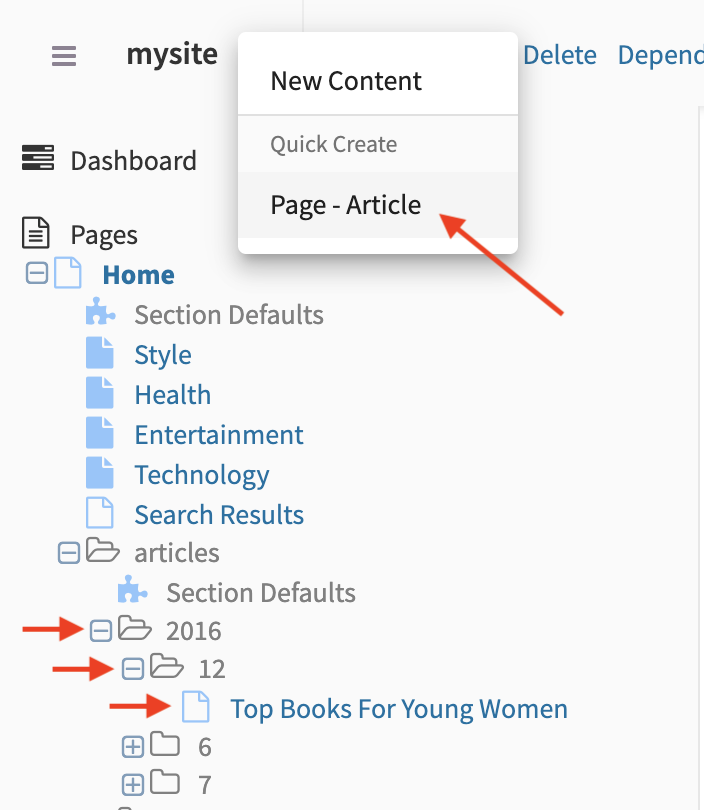 mysite
Delete Depend
New Content
Quick Create
Page - Article
Dashboard
Pages
Home
Section Defaults
Style
Health
Entertainment
Technology
Search Results
articles
Section Defaults
2016
12
Top Books For Young Women
6
7